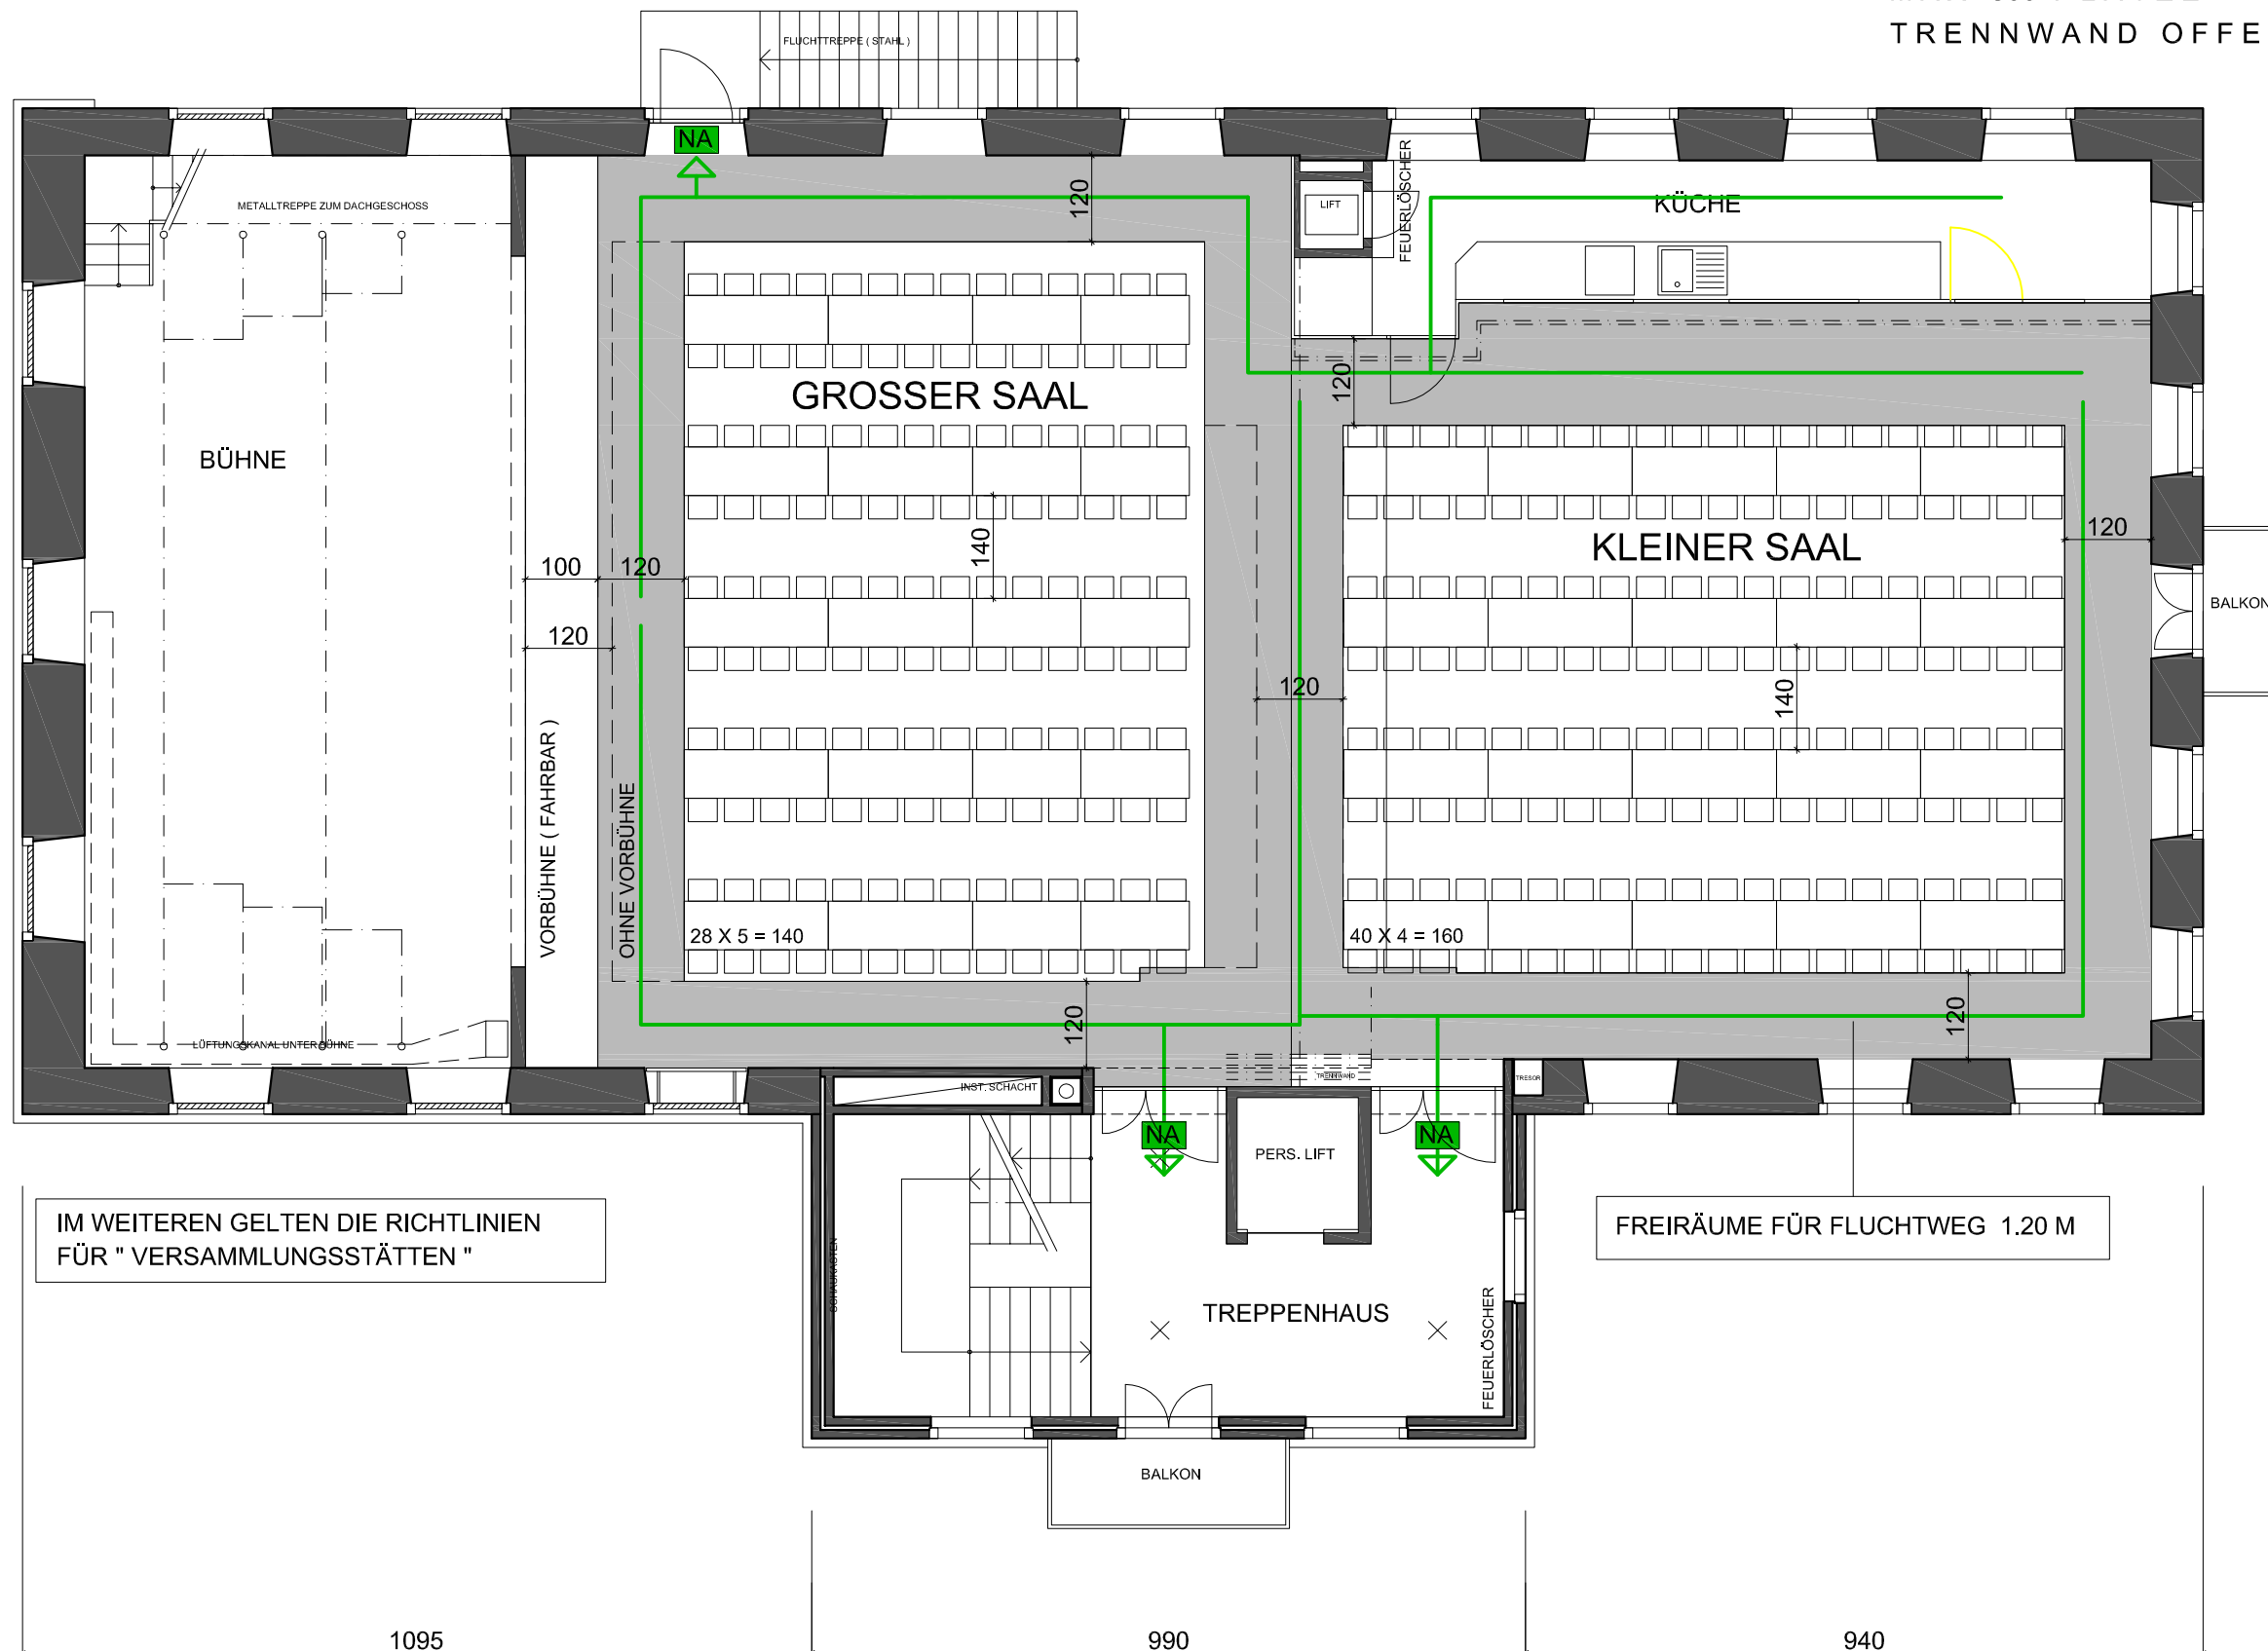 TRENNWAND OFFE
FLUCHTTREPPE ( STAHL )
NA
METALLTREPPE ZUM DACHGESCHOSS
120
LIFT
FEUERLÖSCHER
KÜCHE
GROSSER SAAL
120
BÜHNE
140
KLEINER SAAL
120
100
120
BALKON
120
120
140
VORBÜHNE ( FAHRBAR )
OHNE VORBÜHNE
28 X 5 = 140
40 X 4 = 160
120
120
LÜFTUNGSKANAL UNTER BÜHNE
INST. SCHACHT
TRENNWAND
TRESOR
NA
NA
PERS. LIFT
IM WEITEREN GELTEN DIE RICHTLINIEN
FÜR " VERSAMMLUNGSSTÄTTEN "
FREIRÄUME FÜR FLUCHTWEG 1.20 M
SCHAUKASTEN
TREPPENHAUS
FEUERLÖSCHER
BALKON
1095
990
940